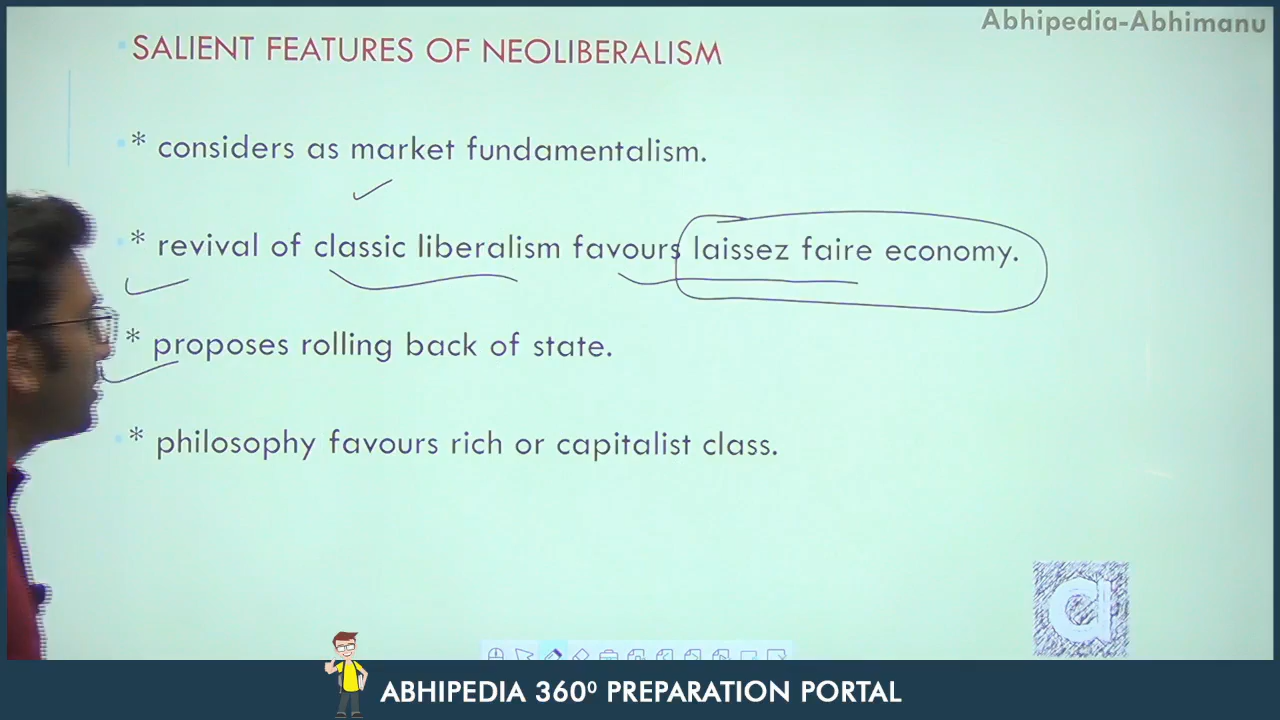 Abhipedia-Abhimanu
SALIENT FEATURES OF NEOLIBERALISM
* considers as market fundamentalism.
* revival of classic liberalism favours laissez faire economy.
* proposes rolling back of state.
* philosophy favours rich or capitalist class.
a
ABHIPEDIA 360⁰ PREPARATION PORTAL